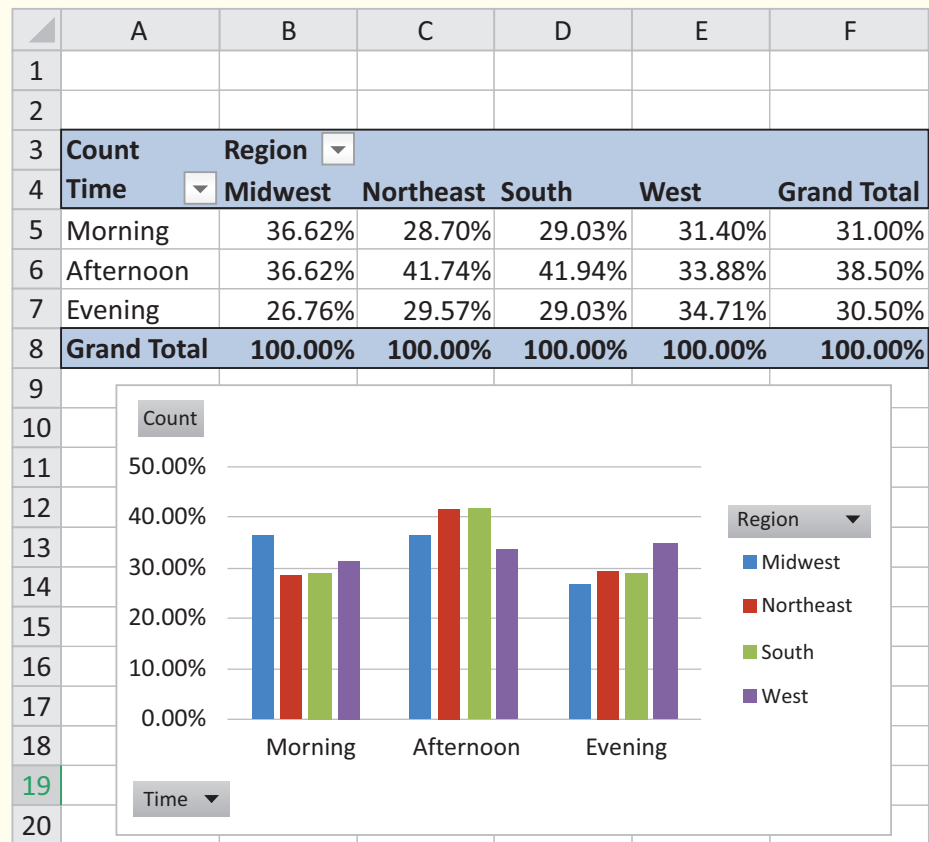 A B C D E F
1
2
3 Count Region
4 Time Midwest Northeast South West Grand Total
5 Morning 36.62% 28.70% 29.03% 31.40% 31.00%
6 Afternoon 36.62% 41.74% 41.94% 33.88% 38.50%
7 Evening 26.76% 29.57% 29.03% 34.71% 30.50%
8 Grand Total 100.00% 100.00% 100.00% 100.00% 100.00%
9
10 Count
11 50.00%
12 40.00% Region
13 30.00% Midwest
14 20.00% Northeast
15 10.00% South
16 0.00% West
17 Morning Afternoon Evening
18
19 Time
20